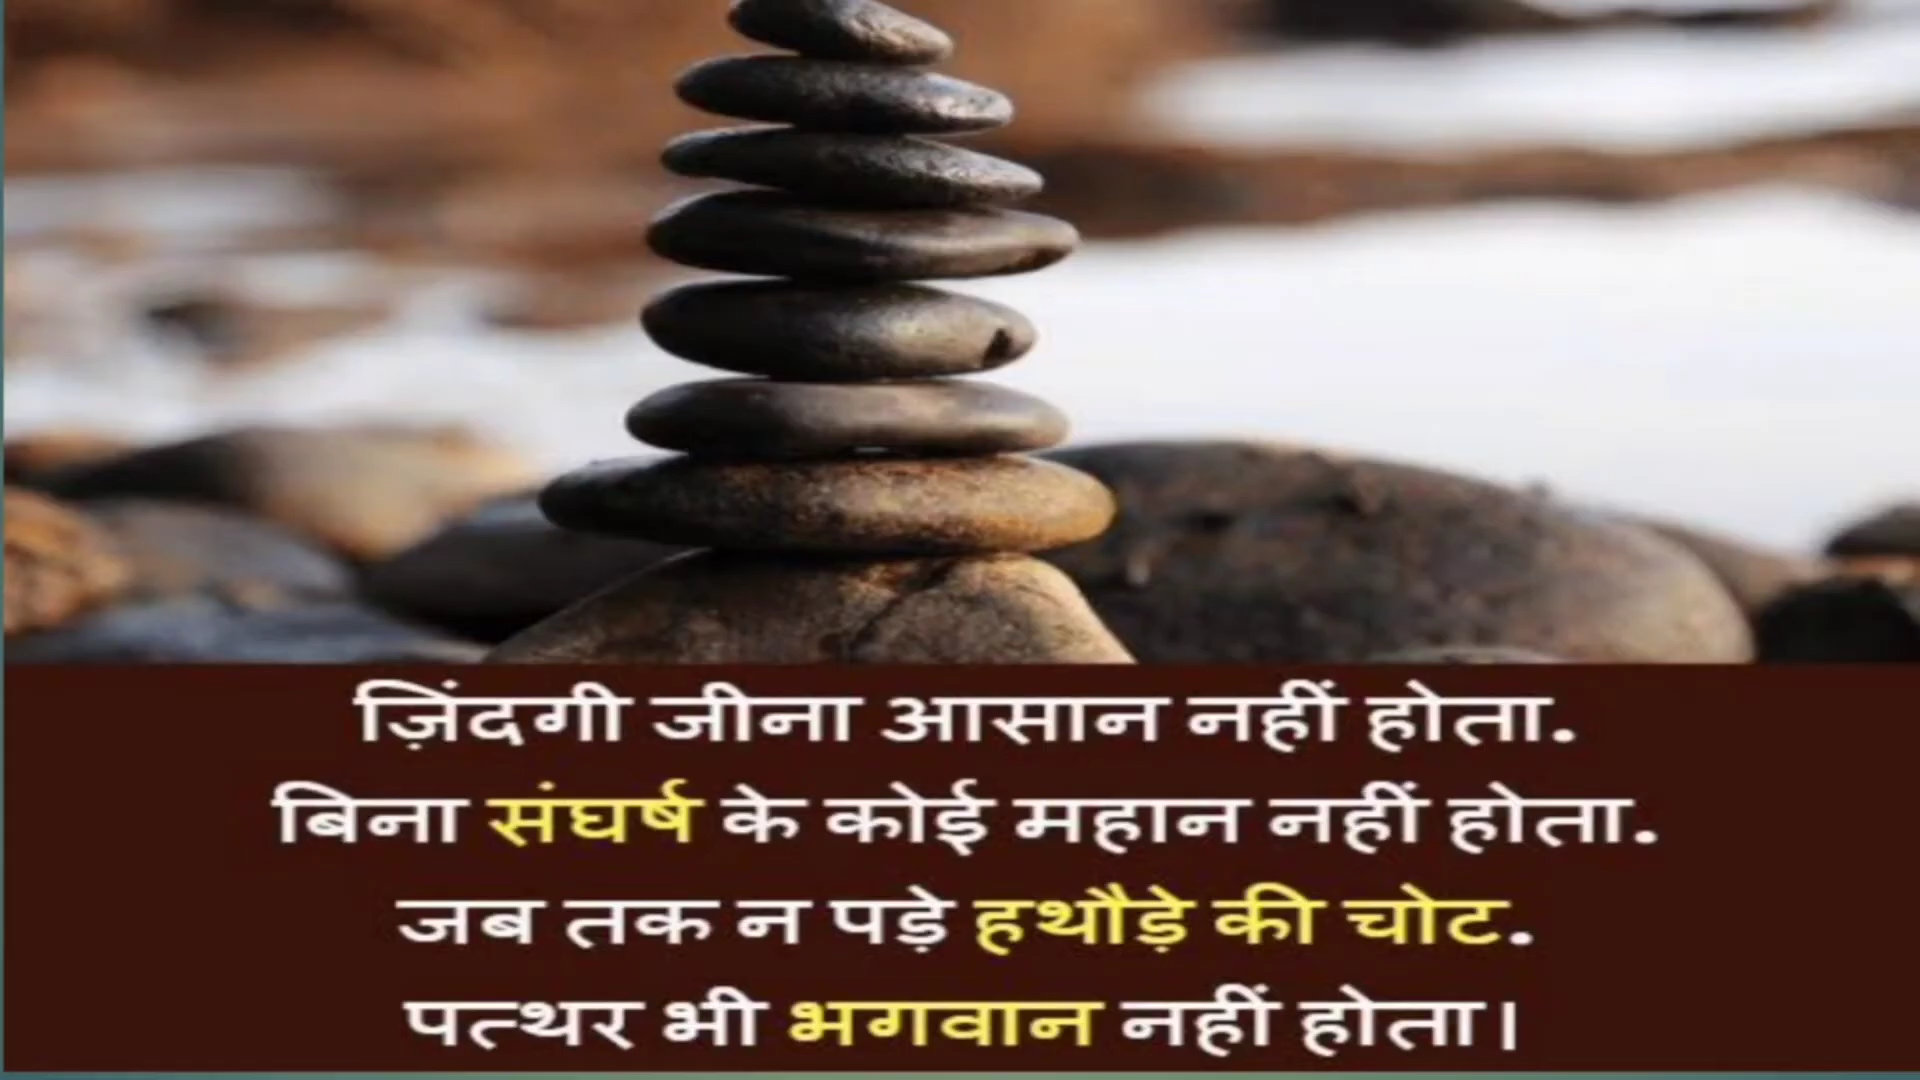 ज़िंदगी जीना आसान नहीं होता.
बिना संघर्ष के कोई महान नहीं होता.
जब तक न पड़े हथौड़े की चोट.
पत्थर भी भगवान नहीं होता।